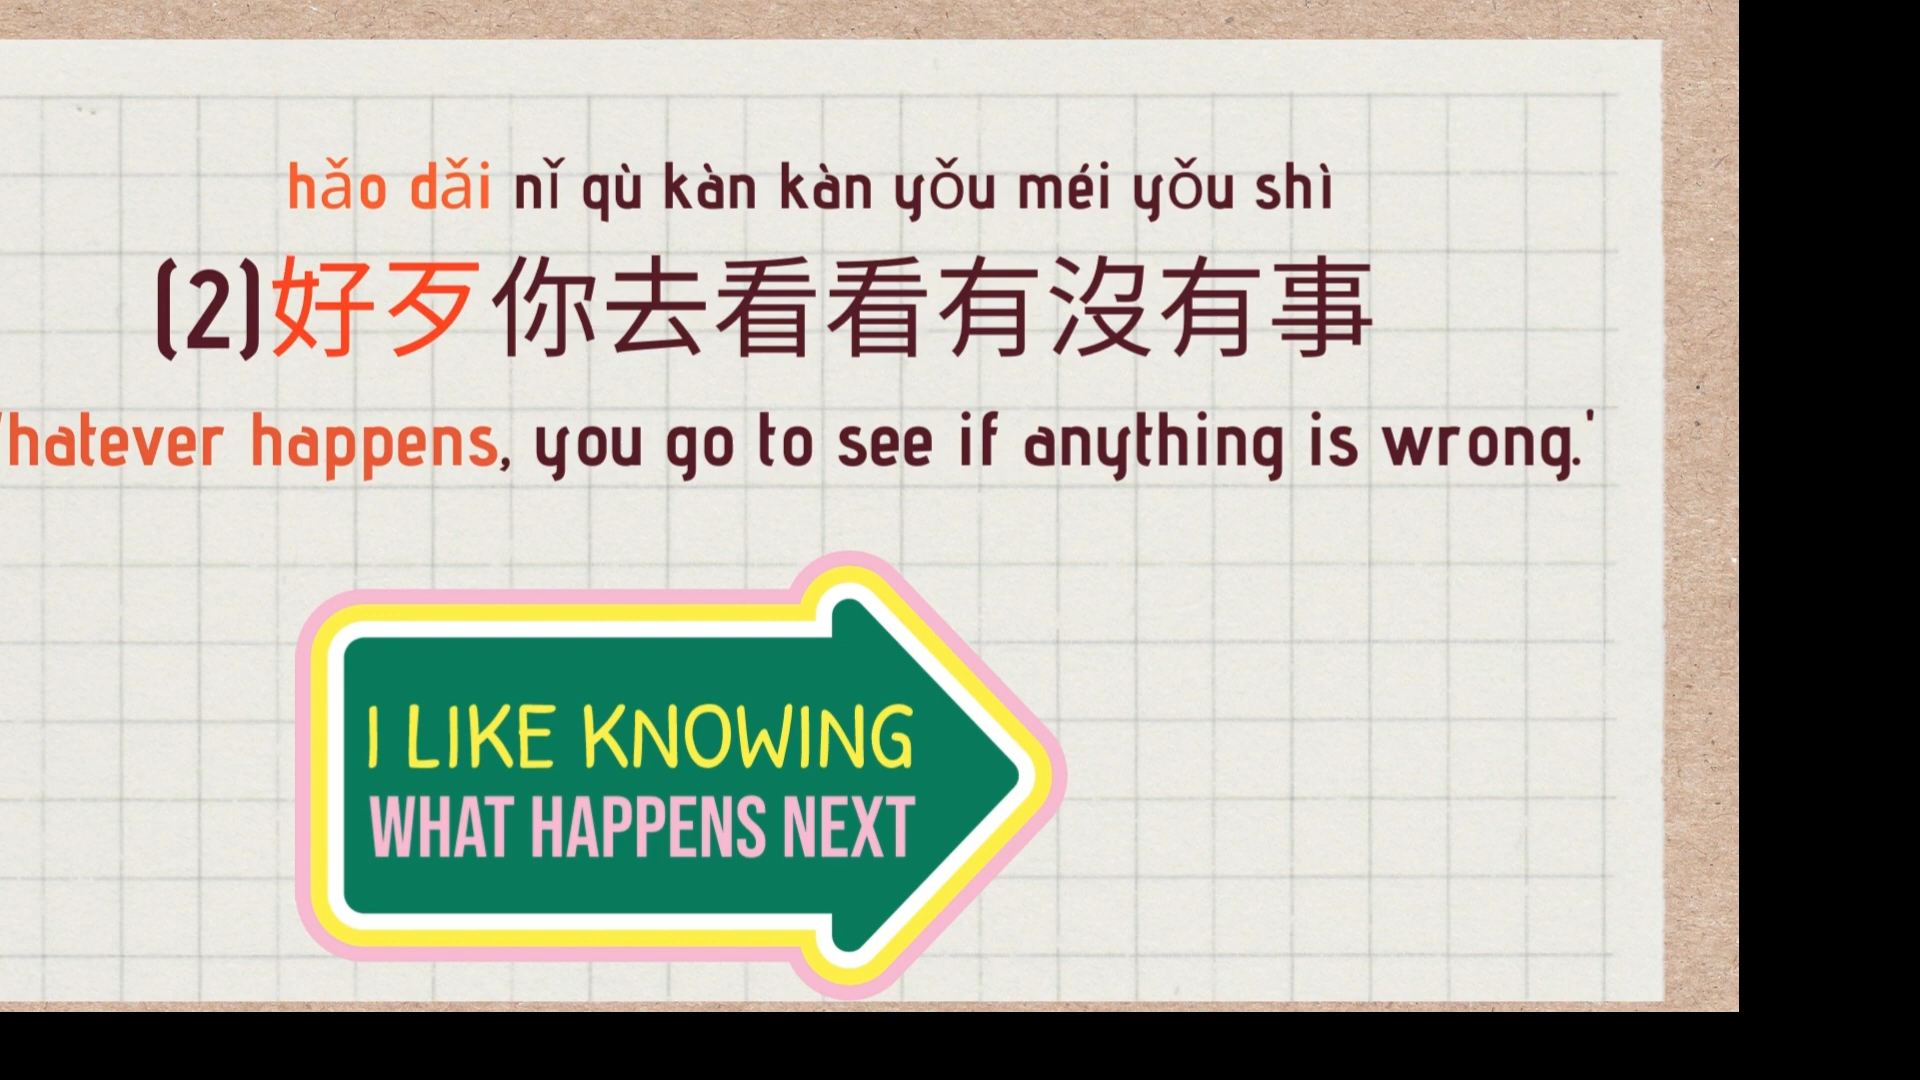 hǎo dǎi nǐ qù kàn kàn yǒu méi yǒu shì
(2)好歹你去看看有沒有事
hatever happens, you go to see if anything is wrong.'
I LIKE KNOWING
WHAT HAPPENS NEXT